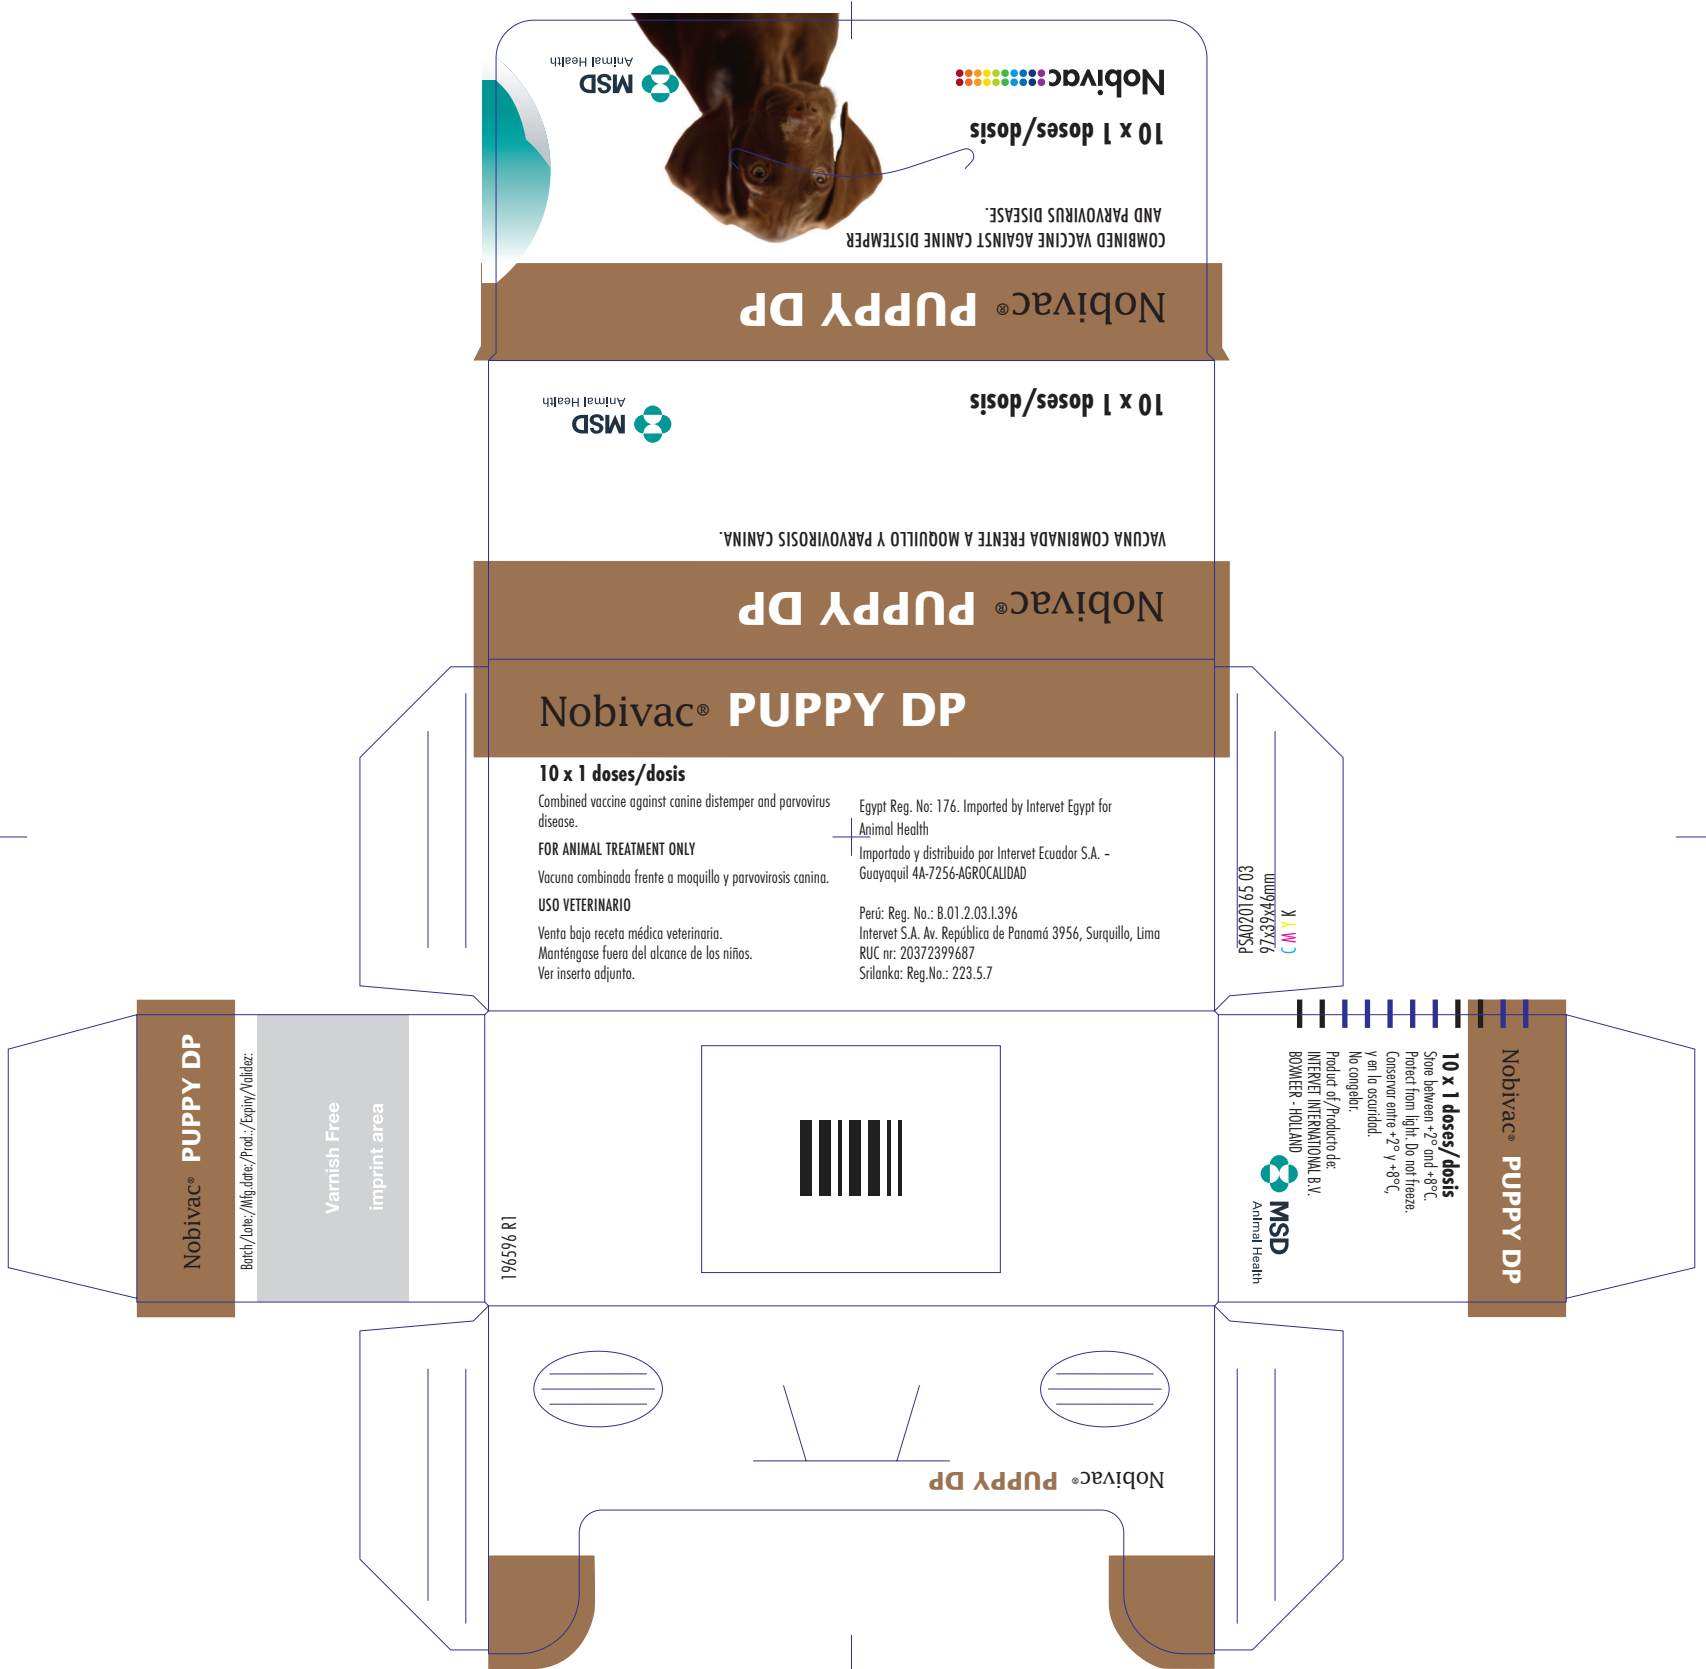 MSD
Animal Health
Nobivac
10 x 1 doses/dosis
COMBINED VACCINE AGAINST CANINE DISTEMPER
AND PARVOVIRUS DISEASE.
Nobivac® PUPPY DP
MSD
Animal Health
10 x 1 doses/dosis
VACUNA COMBINADA FRENTE A MOQUILLO Y PARVOVIROSIS CANINA.
Nobivac® PUPPY DP
Nobivac® PUPPY DP
10 x 1 doses/dosis
Combined vaccine against canine distemper and parvovirus
disease.
FOR ANIMAL TREATMENT ONLY
Vacuna combinada frente a moquillo y parvovirosis canina.
USO VETERINARIO
Venta bajo receta médica veterinaria.
Manténgase fuera del alcance de los niños.
Ver inserto adjunto.
Egypt Reg. No: 176. Imported by Intervet Egypt for
Animal Health
Importado y distribuido por Intervet Ecuador S.A. –
Guayaquil 4A-7256-AGROCALIDAD
Perú: Reg. No.: B.01.2.03.I.396
Intervet S.A. Av. República de Panamá 3956, Surquillo, Lima
RUC nr: 20372399687
Srilanka: Reg.No.: 223.5.7
PSA020165 03
97x39x46mm
C M Y K
Nobivac® PUPPY DP
Batch/Lote:/Mfg.date:/Prod.:/Expiry/Validez:
Varnish Free
imprint area
196596 R1
Nobivac® PUPPY DP
10 x 1 doses/dosis
Store between +2° and +8°C.
Protect from light. Do not freeze.
Conservar entre +2° y +8°C,
y en la oscuridad.
No congelar.
Product of/Producto de:
INTERVET INTERNATIONAL B.V.
BOXMEER - HOLLAND
MSD
Animal Health
Nobivac® PUPPY DP